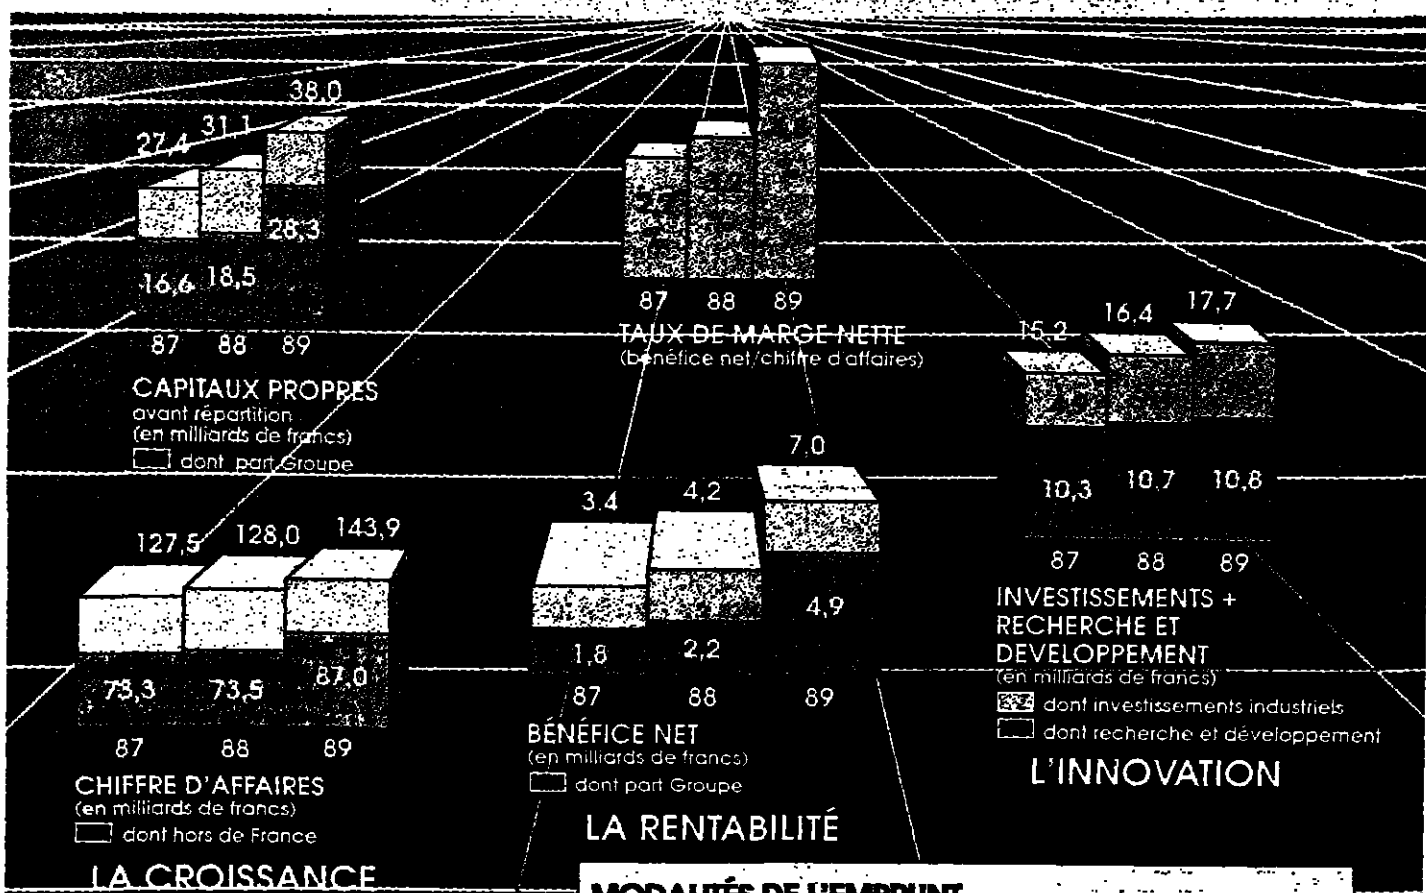 27,4 31,1 38,0
28,3
16,6 18,5
87 88 89
CAPITAUX PROPRES
avant répartition
(en milliards de francs)
dont part Groupe
87 88 89
TAUX DE MARGE NETTE
(bénéfice net/chiffre d'affaires)
15,2 16,4 17,7
10,3 10,7 10,8
87 88 89
INVESTISSEMENTS +
RECHERCHE ET
DEVELOPPEMENT
(en milliards de francs)
dont investissements industriels
dont recherche et développement
L'INNOVATION
127,5 128,0 143,9
73,3 73,5 87,0
87 88 89
CHIFFRE D'AFFAIRES
(en milliards de francs)
dont hors de France
LA CROISSANCE
3,4 4,2 7,0
1,8 2,2 4,9
87 88 89
BÉNÉFICE NET
(en milliards de francs)
dont part Groupe
LA RENTABILITÉ
MODALITÉS DE L'EMPRUNT